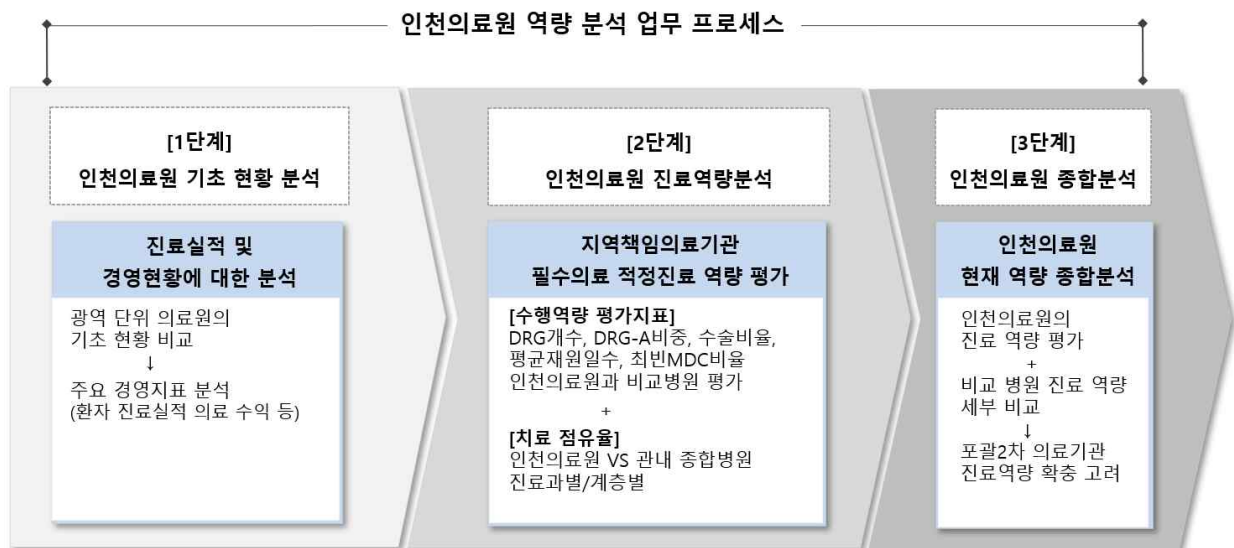 인천의료원 역량 분석 업무 프로세스
[1단계]
인천의료원 기초 현황 분석
진료실적 및
경영현황에 대한 분석
광역 단위 의료원의
기초 현황 비교
↓
주요 경영지표 분석
(환자 진료실적 의료 수익 등)
[2단계]
인천의료원 진료역량분석
지역책임의료기관
필수의료 적정진료 역량 평가
[수행역량 평가지표]
DRG개수, DRG-A비중, 수술비율,
평균재원일수, 최빈MDC비율
인천의료원과 비교병원 평가
+
[치료 점유율]
인천의료원 VS 관내 종합병원
진료과별/계층별
[3단계]
인천의료원 종합분석
인천의료원
현재 역량 종합분석
인천의료원의
진료 역량 평가
+
비교 병원 진료 역량
세부 비교
↓
포괄2차 의료기관
진료역량 확충 고려